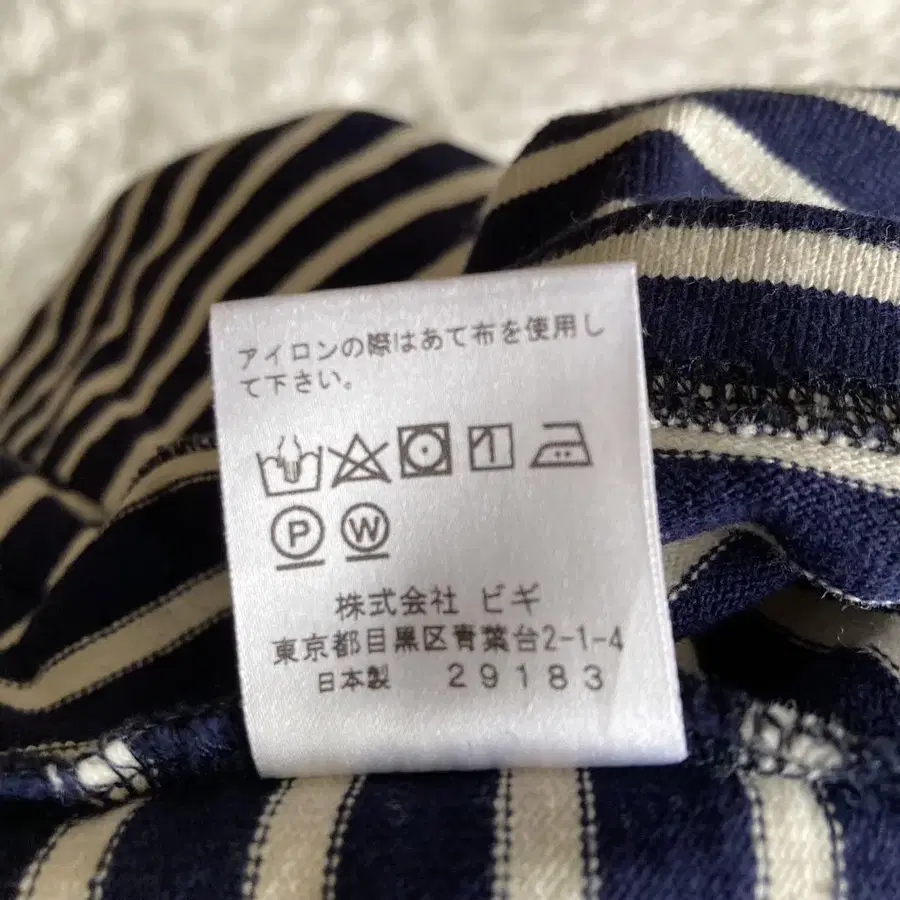 アイロンの際はあて布を使用し
て下さい。
P W
株式会社 ビギ
東京都目黒区青葉台2-1-4
日本製 29183